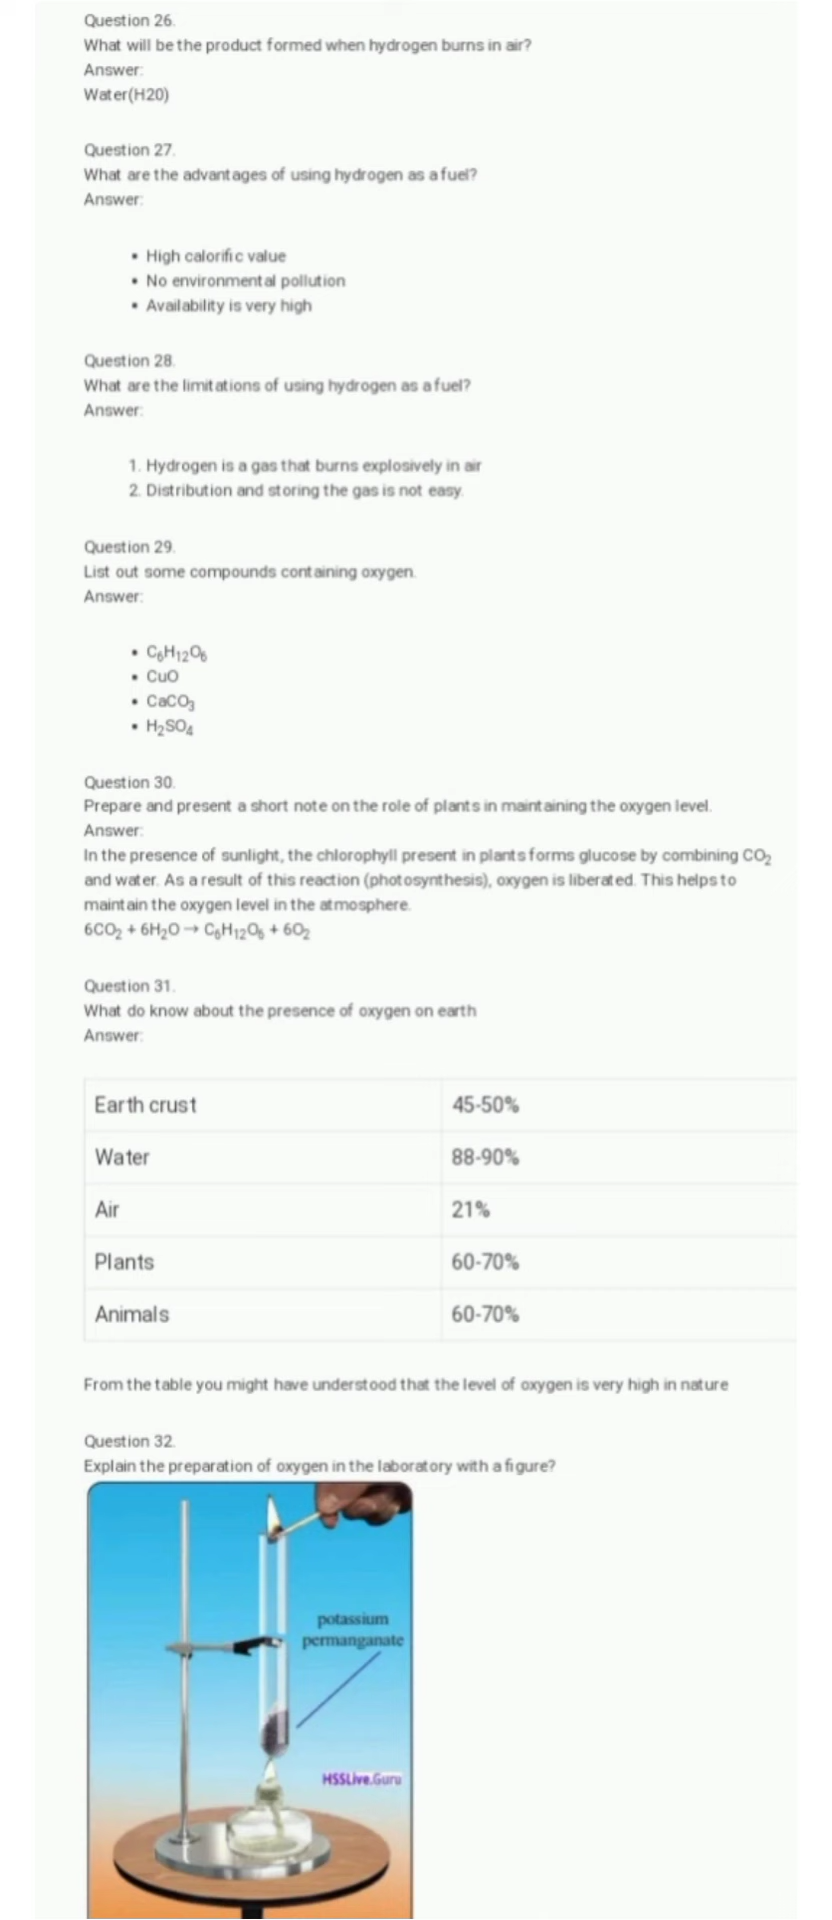 Question 26.
What will be the product formed when hydrogen burns in air?
Answer:
Water(H20)
Question 27.
What are the advantages of using hydrogen as a fuel?
Answer:
• High calorific value
• No environmental pollution
• Availability is very high
Question 28.
What are the limitations of using hydrogen as a fuel?
Answer:
1. Hydrogen is a gas that burns explosively in air
2. Distribution and storing the gas is not easy.
Question 29.
List out some compounds containing oxygen.
Answer:
• C₆H₁₂O₆
• CuO
• CaCO₃
• H₂SO₄
Question 30.
Prepare and present a short note on the role of plants in maintaining the oxygen level.
Answer:
In the presence of sunlight, the chlorophyll present in plants forms glucose by combining CO₂
and water. As a result of this reaction (photosynthesis), oxygen is liberated. This helps to
maintain the oxygen level in the atmosphere.
6CO₂ + 6H₂O → C₆H₁₂O₆ + 6O₂
Question 31.
What do know about the presence of oxygen on earth
Answer:
Earth crust 45-50%
Water 88-90%
Air 21%
Plants 60-70%
Animals 60-70%
From the table you might have understood that the level of oxygen is very high in nature
Question 32.
Explain the preparation of oxygen in the laboratory with a figure?
potassium
permanganate
HSSLive.Guru